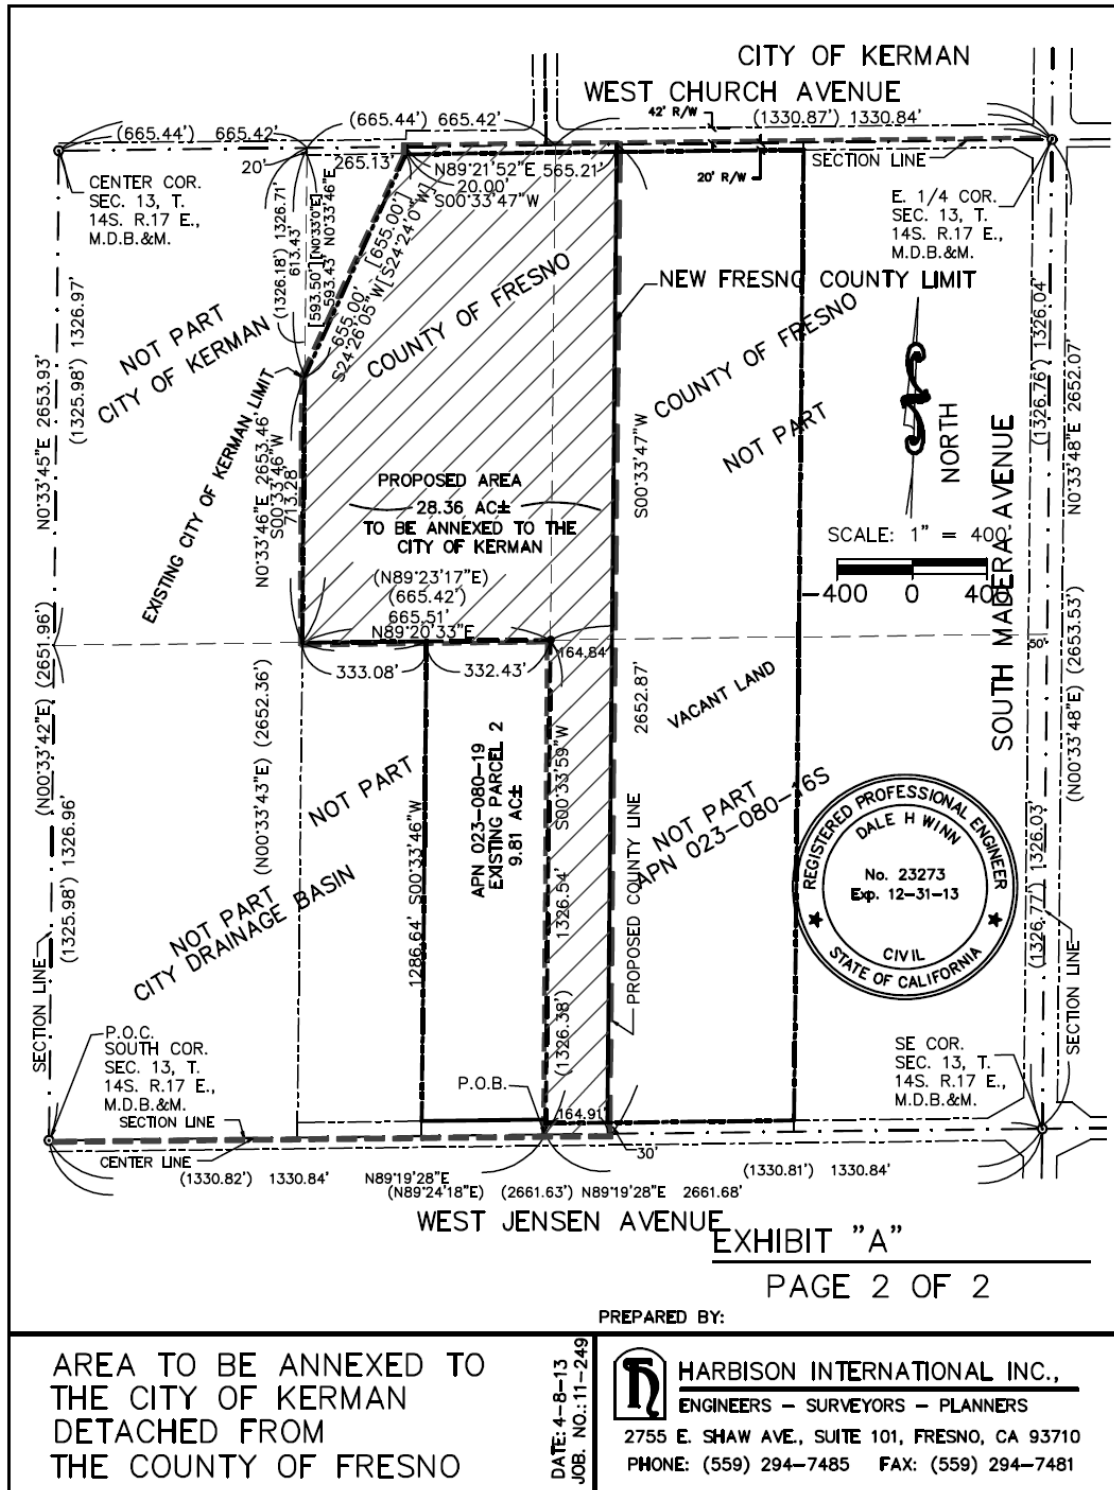 CITY OF KERMAN
WEST CHURCH AVENUE
(665.44') 665.42'
(665.44') 665.42'
42' R/W
(1330.87') 1330.84'
20'
265.13'
N89°21'52"E 565.21'
20.00'
S00°33'47"W
20' R/W
SECTION LINE
CENTER COR.
SEC. 13, T.
14S. R.17 E.,
M.D.B.&M.
E. 1/4 COR.
SEC. 13, T.
14S. R.17 E.,
M.D.B.&M.
(1326.18') 1326.71'
613.43'
[593.50'][N0°33'0"E]
593.43' N0°33'46"E
[655.00']
[S24°24'0"W]
655.00'
S24°26'05"W
COUNTY OF FRESNO
NEW FRESNO COUNTY LIMIT
COUNTY OF FRESNO
NOT PART
NOT PART
CITY OF KERMAN
(1325.98') 1326.97'
N0°33'45"E 2653.93'
EXISTING CITY OF KERMAN LIMIT
N0°33'46"E 2653.46'
S00°33'46"W
713.28'
S00°33'47"W
NORTH
(1326.76') 1326.04'
N0°33'48"E 2652.07'
SOUTH MADERA AVENUE
PROPOSED AREA
28.36 AC±
TO BE ANNEXED TO THE
CITY OF KERMAN
SCALE: 1" = 400'
-400 0 400
(N89°23'17"E)
(665.42')
665.51'
N89°20'33"E
333.08'
332.43'
164.84'
50'
(N00°33'42"E) (2651.96')
(N00°33'43"E) (2652.36')
2652.87'
VACANT LAND
(N00°33'48"E) (2653.53')
NOT PART
APN 023-080-19
EXISTING PARCEL 2
9.81 AC±
S00°33'59"W
1326.54'
(1326.38')
1286.64' S00°33'46"W
NOT PART
APN 023-080-16S
PROPOSED COUNTY LINE
REGISTERED PROFESSIONAL ENGINEER
DALE H WINN
No. 23273
Exp. 12-31-13
CIVIL
STATE OF CALIFORNIA
(1325.98') 1326.96'
NOT PART
CITY DRAINAGE BASIN
(1326.77') 1326.03'
SECTION LINE
SECTION LINE
P.O.C.
SOUTH COR.
SEC. 13, T.
14S. R.17 E.,
M.D.B.&M.
SECTION LINE
P.O.B.
164.91'
30'
SE COR.
SEC. 13, T.
14S. R.17 E.,
M.D.B.&M.
CENTER LINE
(1330.82') 1330.84'
N89°19'28"E
(N89°24'18"E) (2661.63') N89°19'28"E 2661.68'
(1330.81') 1330.84'
WEST JENSEN AVENUE
EXHIBIT "A"
PAGE 2 OF 2
PREPARED BY:
AREA TO BE ANNEXED TO
THE CITY OF KERMAN
DETACHED FROM
THE COUNTY OF FRESNO
DATE: 4-8-13
JOB. NO.: 11-249
HARBISON INTERNATIONAL INC.,
ENGINEERS - SURVEYORS - PLANNERS
2755 E. SHAW AVE., SUITE 101, FRESNO, CA 93710
PHONE: (559) 294-7485 FAX: (559) 294-7481